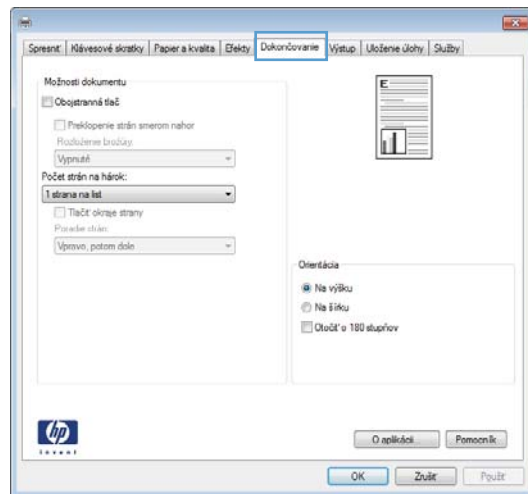 Spresniť Klávesové skratky Papier a kvalita Efekty Dokončovanie Výstup Uloženie úlohy Služby
Možnosti dokumentu
Obojstranná tlač
Preklopenie strán smerom nahor
Rozloženie brožúry:
Vypnuté
Počet strán na hárok:
1 strana na list
Tlačiť okraje strany
Poradie strán:
Vpravo, potom dole
E
Orientácia
Na výšku
Na šírku
Otočiť o 180 stupňov
hp
invent
O aplikácii... Pomocník
OK Zrušiť Použiť